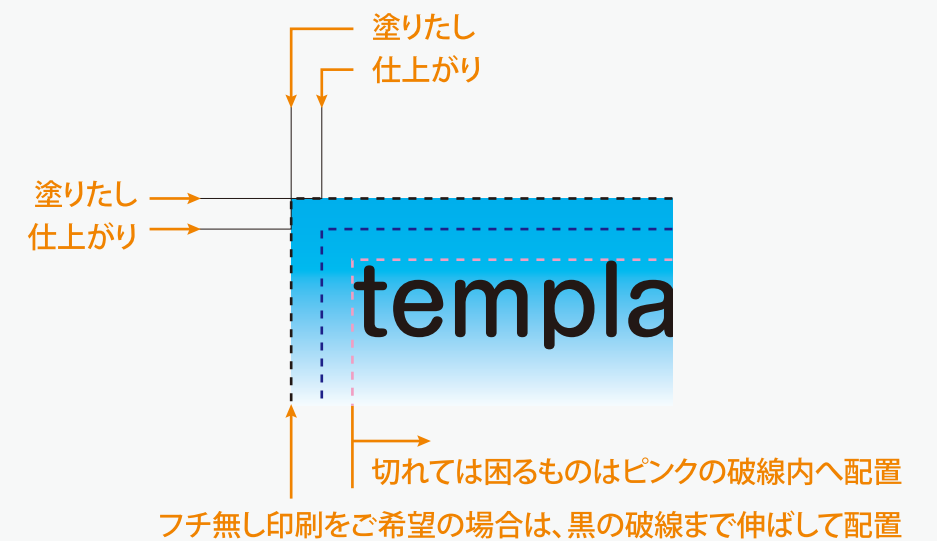 塗りたし
仕上がり
塗りたし
仕上がり
templa
切れては困るものはピンクの破線内へ配置
フチ無し印刷をご希望の場合は、黒の破線まで伸ばして配置